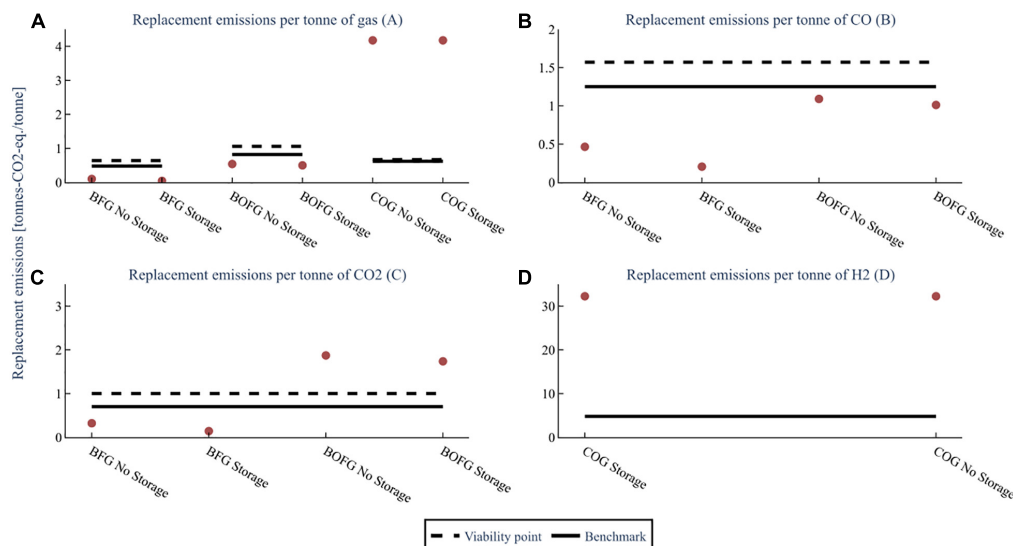 A
Replacement emissions per tonne of gas (A)
4
3
2
1
0
BFG No Storage
BFG Storage
BOFG No Storage
BOFG Storage
COG No Storage
COG Storage
B
Replacement emissions per tonne of CO (B)
2
1.5
1
0.5
0
BFG No Storage
BFG Storage
BOFG No Storage
BOFG Storage
Replacement emissions [tonnes-CO2-eq./tonne]
C
Replacement emissions per tonne of CO2 (C)
3
2
1
0
BFG No Storage
BFG Storage
BOFG No Storage
BOFG Storage
D
Replacement emissions per tonne of H2 (D)
30
20
10
0
COG Storage
COG No Storage
Viability point
Benchmark